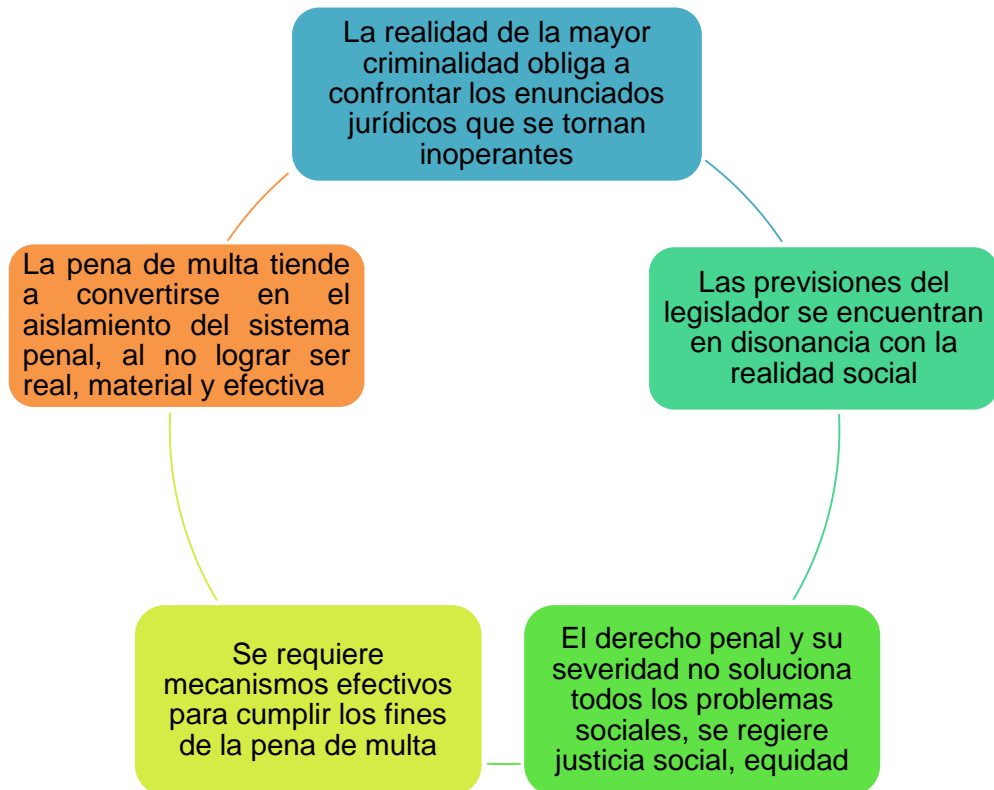 La realidad de la mayor
criminalidad obliga a
confrontar los enunciados
jurídicos que se tornan
inoperantes
Las previsiones del
legislador se encuentran
en disonancia con la
realidad social
El derecho penal y su
severidad no soluciona
todos los problemas
sociales, se regiere
justicia social, equidad
Se requiere
mecanismos efectivos
para cumplir los fines
de la pena de multa
La pena de multa tiende
a convertirse en el
aislamiento del sistema
penal, al no lograr ser
real, material y efectiva